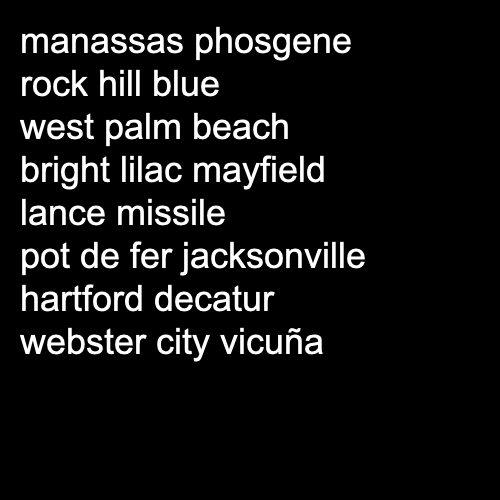 manassas phosgene
rock hill blue
west palm beach
bright lilac mayfield
lance missile
pot de fer jacksonville
hartford decatur
webster city vicuña